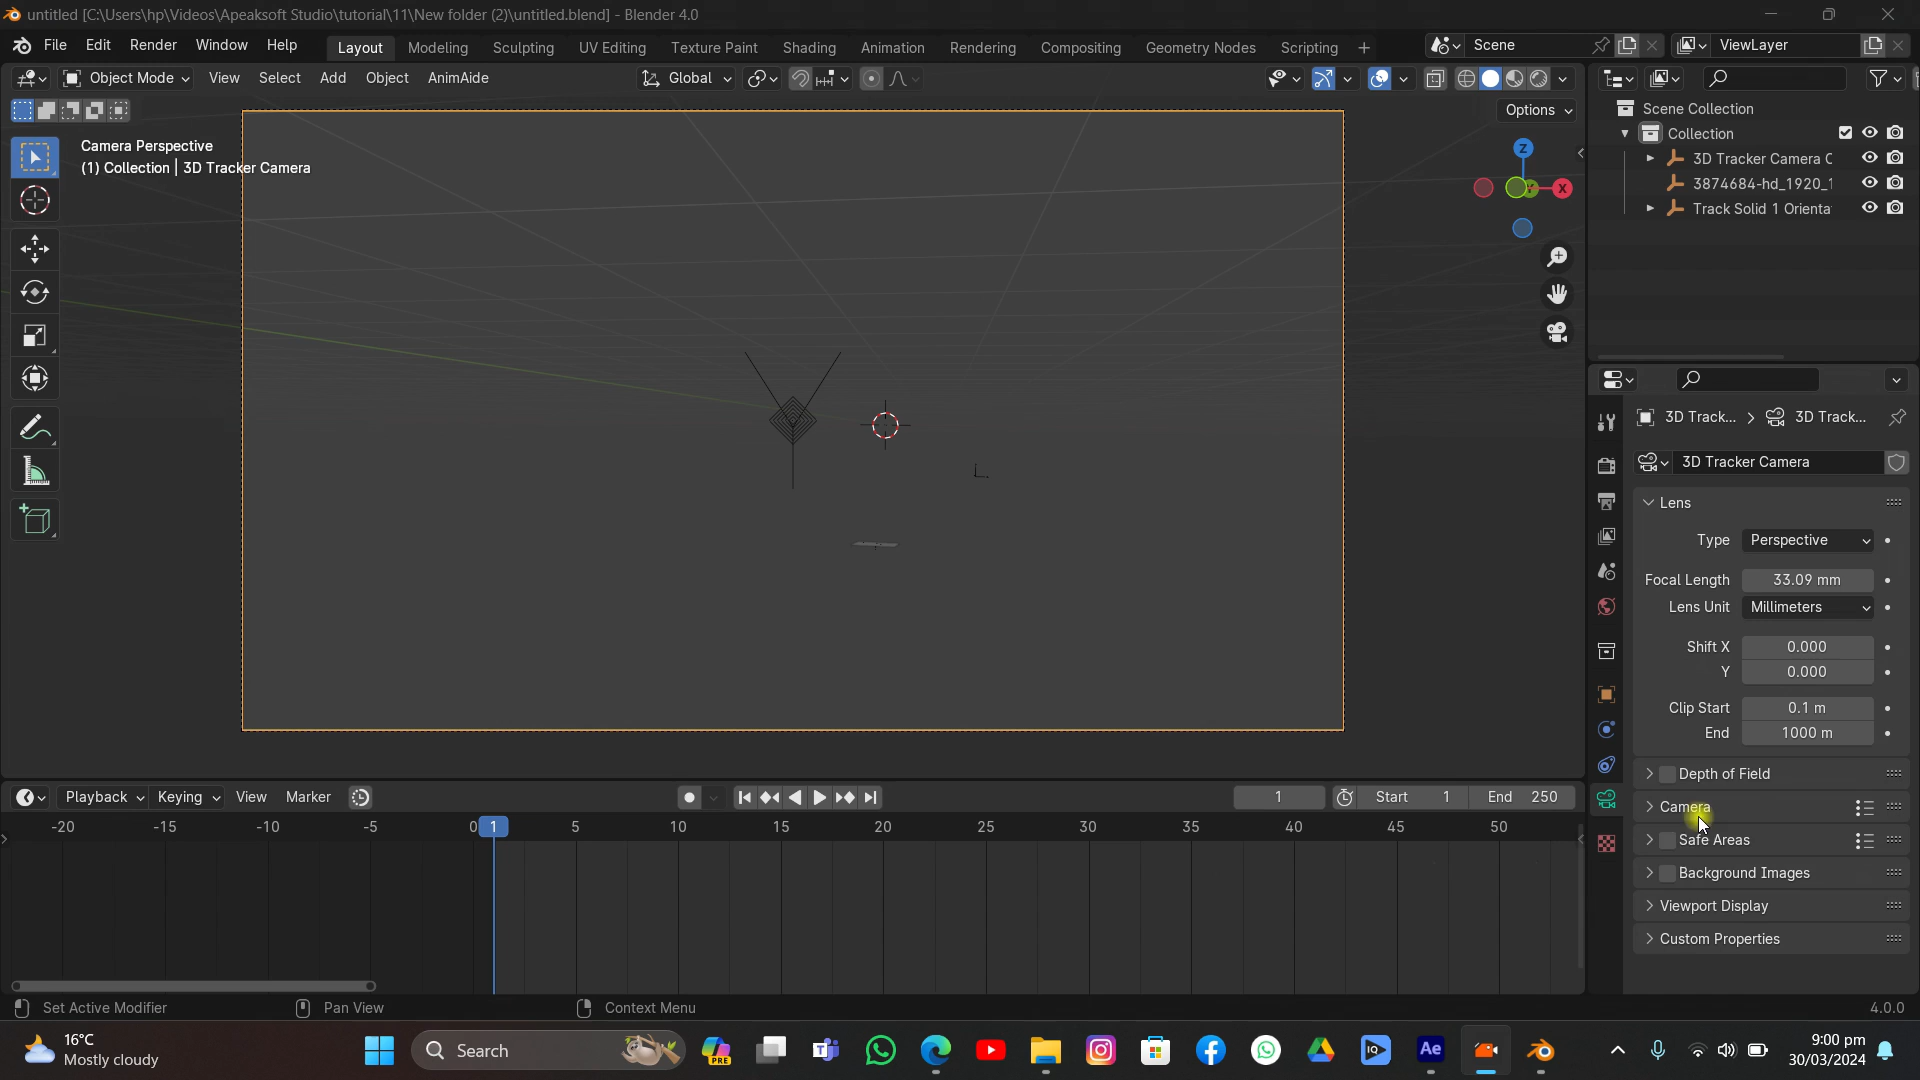 untitled [C:\Users\hp\Videos\Apeaksoft Studio\tutorial\11\New folder (2)\untitled.blend] - Blender 4.0
File Edit Render Window Help Layout Modeling Sculpting UV Editing Texture Paint Shading Animation Rendering Compositing Geometry Nodes Scripting + Scene ViewLayer
Object Mode View Select Add Object AnimAide Global
Options
Camera Perspective
(1) Collection | 3D Tracker Camera
Z
X
Scene Collection
Collection
3D Tracker Camera C
3874684-hd_1920_1
Track Solid 1 Orienta
3D Track... > 3D Track...
3D Tracker Camera
Lens
Type Perspective
Focal Length 33.09 mm
Lens Unit Millimeters
Shift X 0.000
Y 0.000
Clip Start 0.1 m
End 1000 m
Depth of Field
Camera
Safe Areas
Background Images
Viewport Display
Custom Properties
Playback Keying View Marker 1 Start 1 End 250
-20 -15 -10 -5 0 1 5 10 15 20 25 30 35 40 45 50
Set Active Modifier Pan View Context Menu 4.0.0
16°C
Mostly cloudy
Search
PRE
IQ
Ae
9:00 pm
30/03/2024